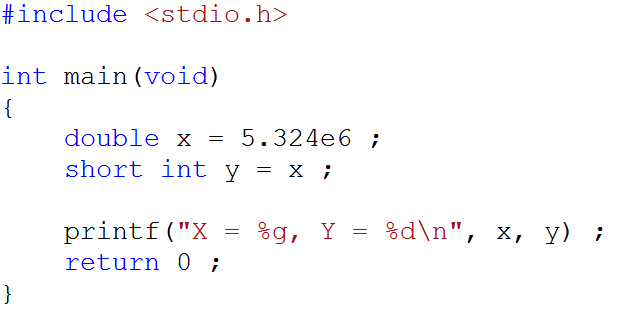 #include <stdio.h>
int main(void)
{
    double x = 5.324e6 ;
    short int y = x ;
    printf("X = %g, Y = %d\n", x, y) ;
    return 0 ;
}